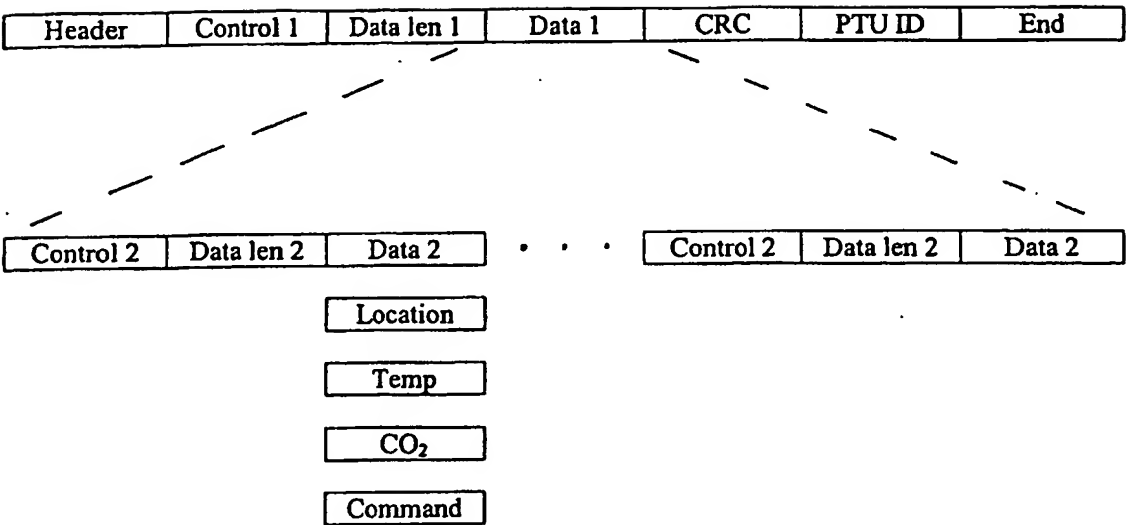 Header Control 1 Data len 1 Data 1 CRC PTU ID End
Control 2 Data len 2 Data 2 . . . Control 2 Data len 2 Data 2
Location
Temp
CO₂
Command